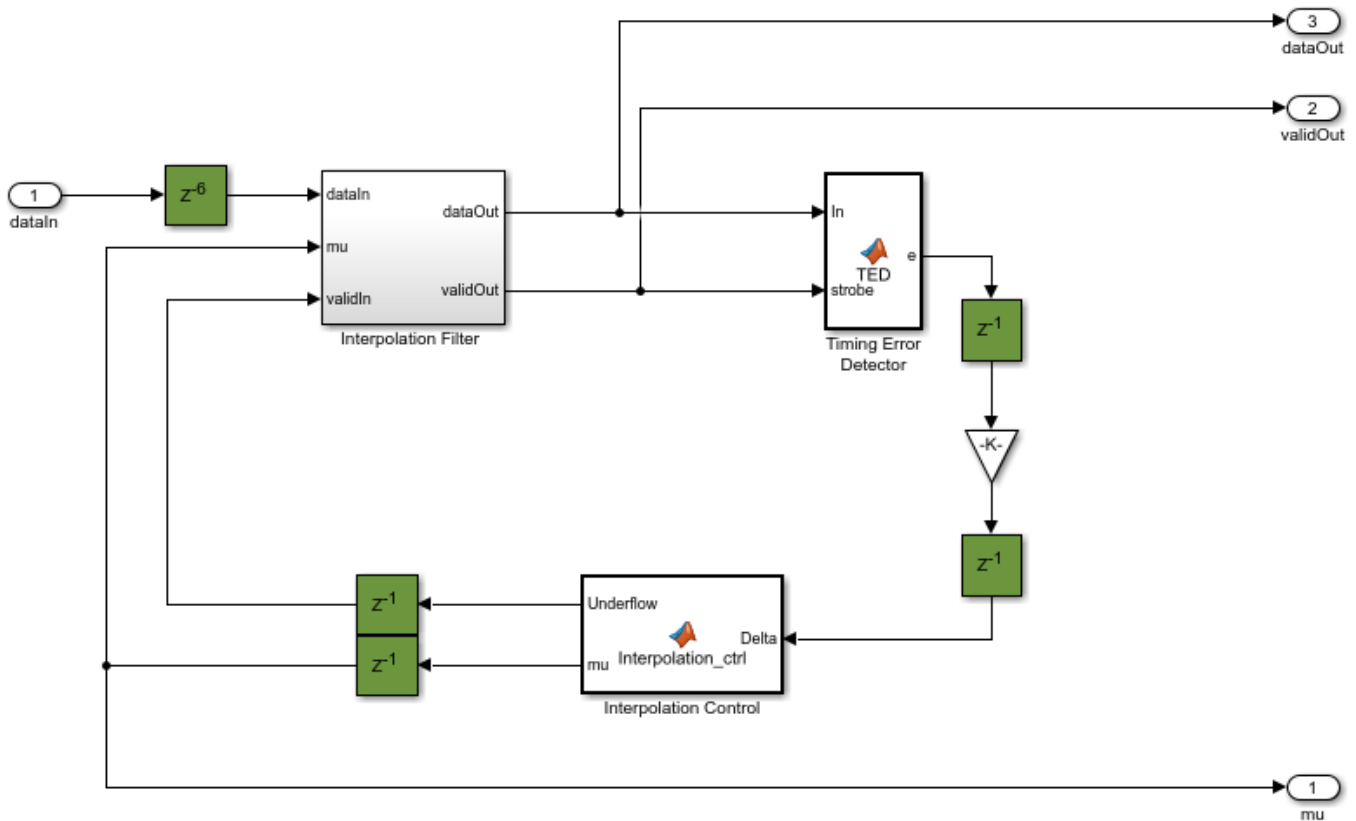 3
dataOut
2
validOut
1
dataIn
Z-6
dataIn
mu
validIn
dataOut
validOut
Interpolation Filter
In
strobe
TED
e
Timing Error
Detector
Z-1
-K-
Z-1
Z-1
Z-1
Underflow
mu
Delta
Interpolation_ctrl
Interpolation Control
1
mu